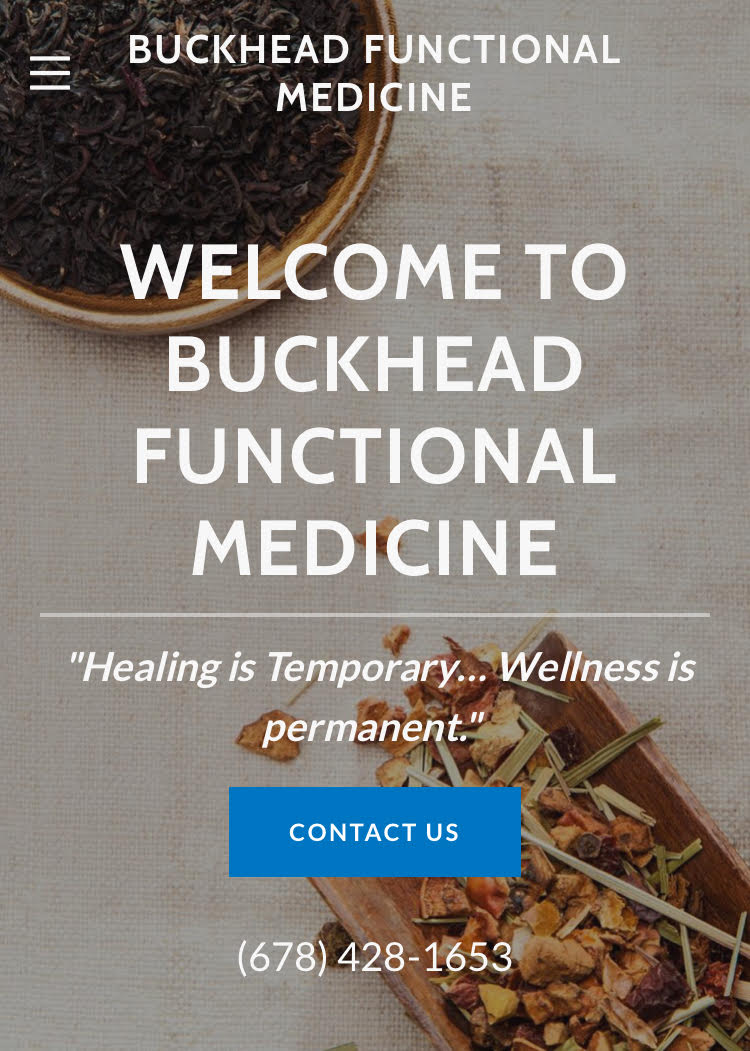 BUCKHEAD FUNCTIONAL
MEDICINE
WELCOME TO
BUCKHEAD
FUNCTIONAL
MEDICINE
"Healing is Temporary... Wellness is
permanent."
CONTACT US
(678) 428-1653